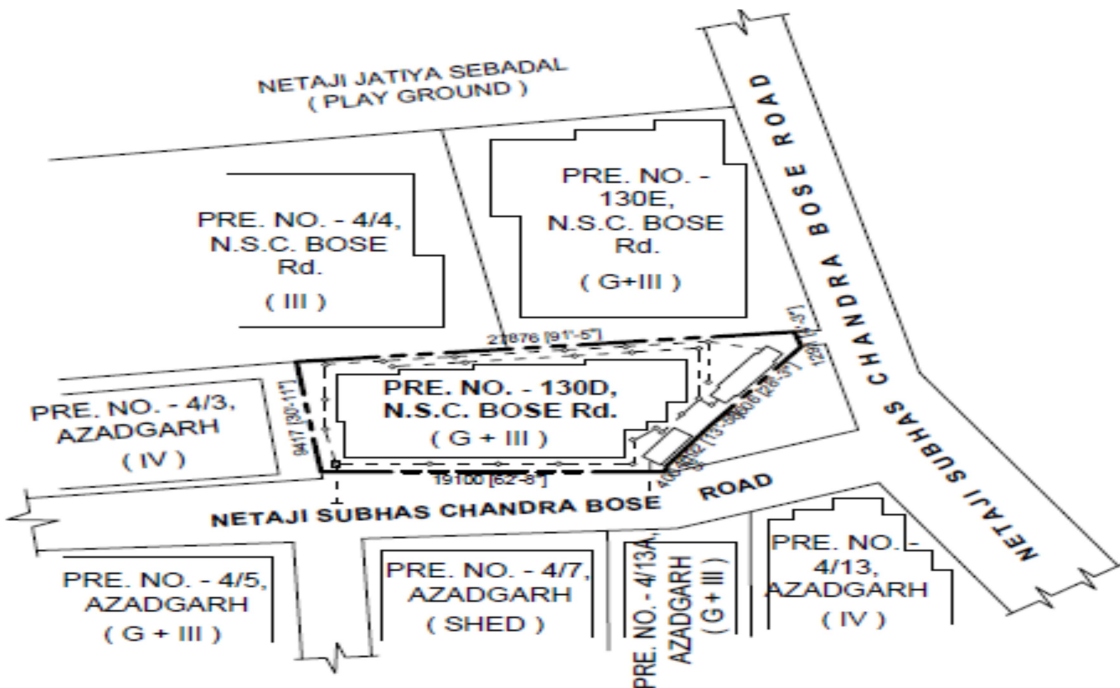 NETAJI JATIYA SEBADAL
( PLAY GROUND )
NETAJI SUBHAS CHANDRA BOSE ROAD
PRE. NO. - 4/4,
N.S.C. BOSE
Rd.
( III )
PRE. NO. -
130E,
N.S.C. BOSE
Rd.
( G+III )
[91'-5"]
PRE. NO. - 4/3,
AZADGARH
( IV )
9417 [30'-11"]
PRE. NO. - 130D,
N.S.C. BOSE Rd.
( G + III )
19100 [62'-8"]
NETAJI SUBHAS CHANDRA BOSE ROAD
PRE. NO. - 4/5,
AZADGARH
( G + III )
PRE. NO. - 4/7,
AZADGARH
( SHED )
PRE. NO. - 4/13A,
AZADGARH
( G + III )
PRE. NO. -
4/13,
AZADGARH
( IV )